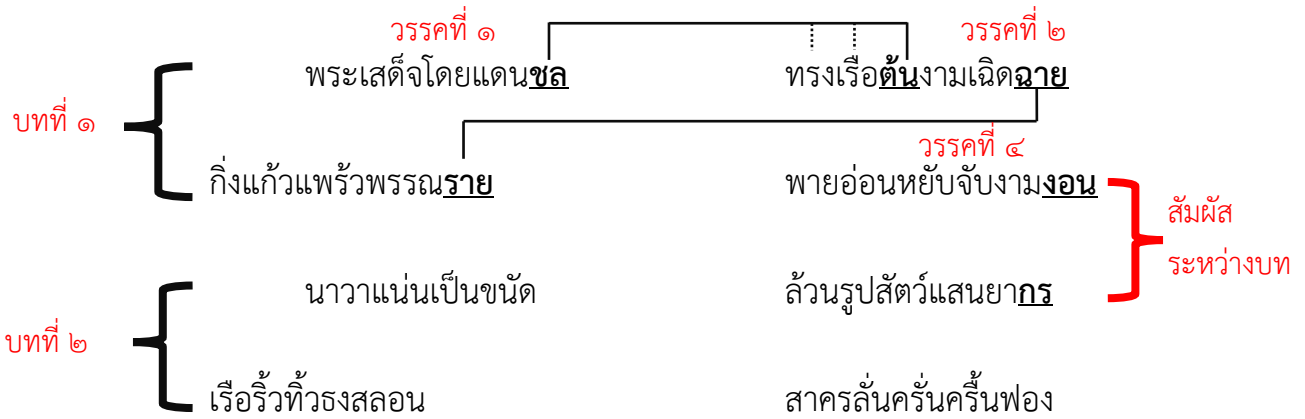 วรรคที่ ๑ วรรคที่ ๒
พระเสด็จโดยแดนชล ทรงเรือต้นงามเฉิดฉาย
บทที่ ๑
วรรคที่ ๔
กิ่งแก้วแพร้วพรรณราย พายอ่อนหยับจับงามงอน
สัมผัส
ระหว่างบท
นาวาแน่นเป็นขนัด ล้วนรูปสัตว์แสนยากร
บทที่ ๒
เรือริ้วทิ้วธงสลอน สาครลั่นครั่นครื้นฟอง